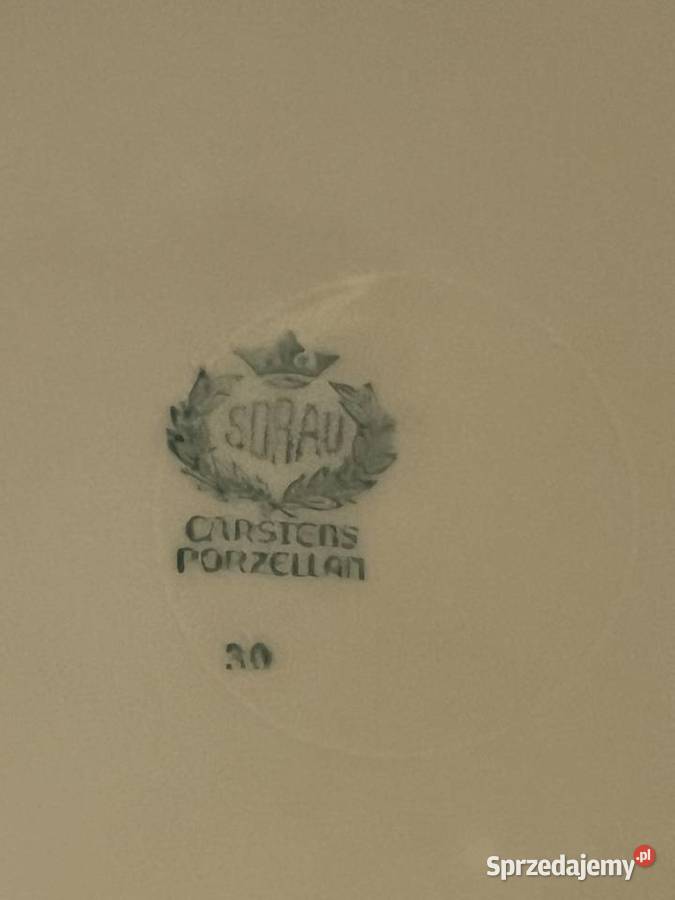 SORAU
CARSTENS
PORZELLAN
30
Sprzedajemy.pl